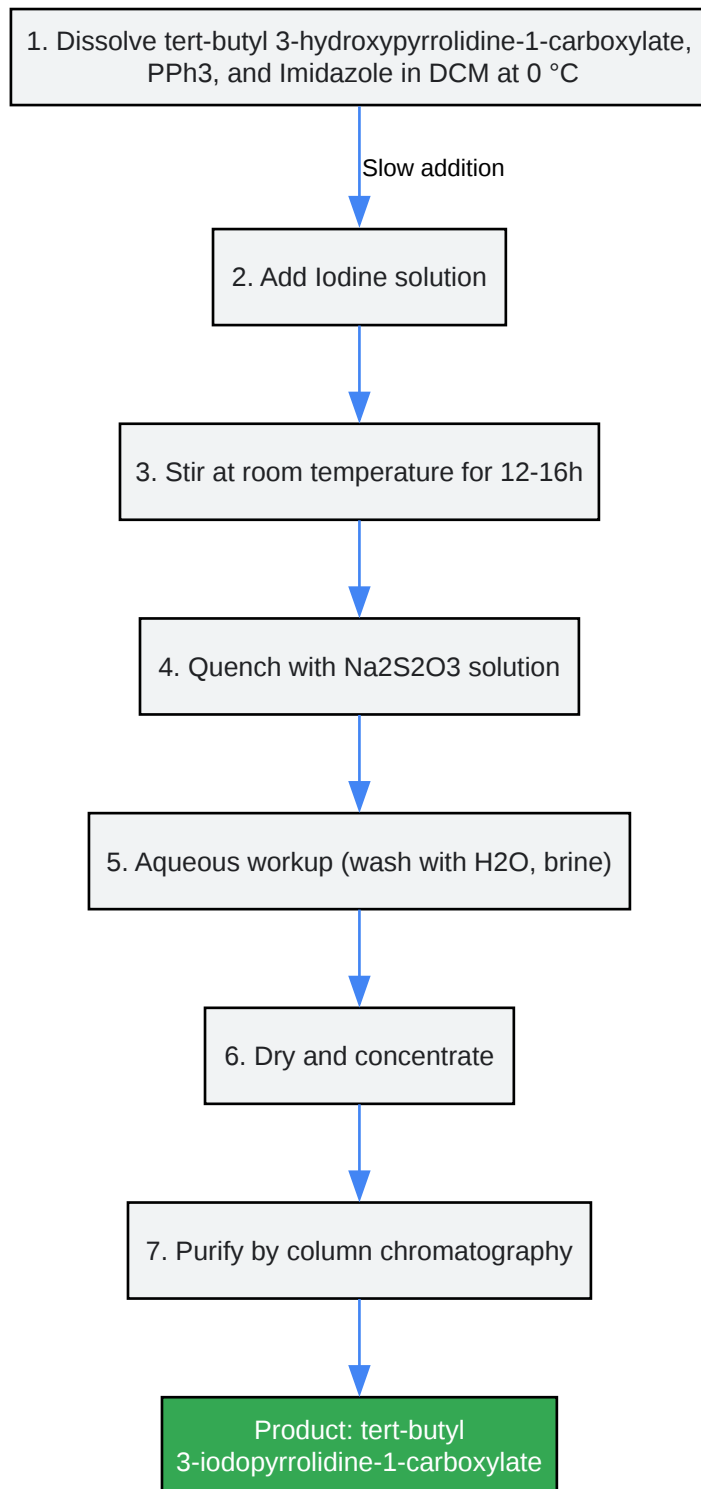 1. Dissolve tert-butyl 3-hydroxypyrrolidine-1-carboxylate,
PPh3, and Imidazole in DCM at 0 °C
Slow addition
2. Add Iodine solution
3. Stir at room temperature for 12-16h
4. Quench with Na2S2O3 solution
5. Aqueous workup (wash with H2O, brine)
6. Dry and concentrate
7. Purify by column chromatography
Product: tert-butyl
3-iodopyrrolidine-1-carboxylate